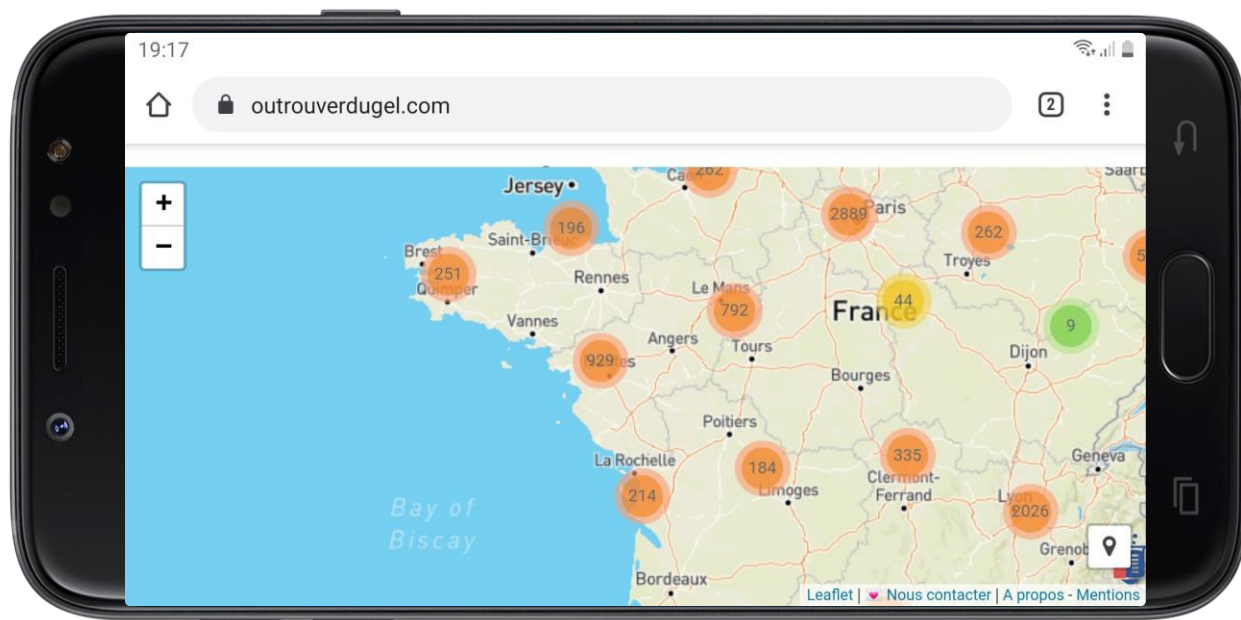 19:17
outrouverdugel.com
2
+
−
Jersey
262
Saint-Brieuc
196
Brest
251
Quimper
Rennes
Vannes
Le Mans
792
929
Angers
Tours
2889
Paris
262
Troyes
France
44
9
Dijon
Bourges
Poitiers
La Rochelle
184
214
Limoges
335
Clermont-
Ferrand
Geneva
Lyon
2026
Bay of
Biscay
Bordeaux
Leaflet | 💗 Nous contacter | A propos - Mentions